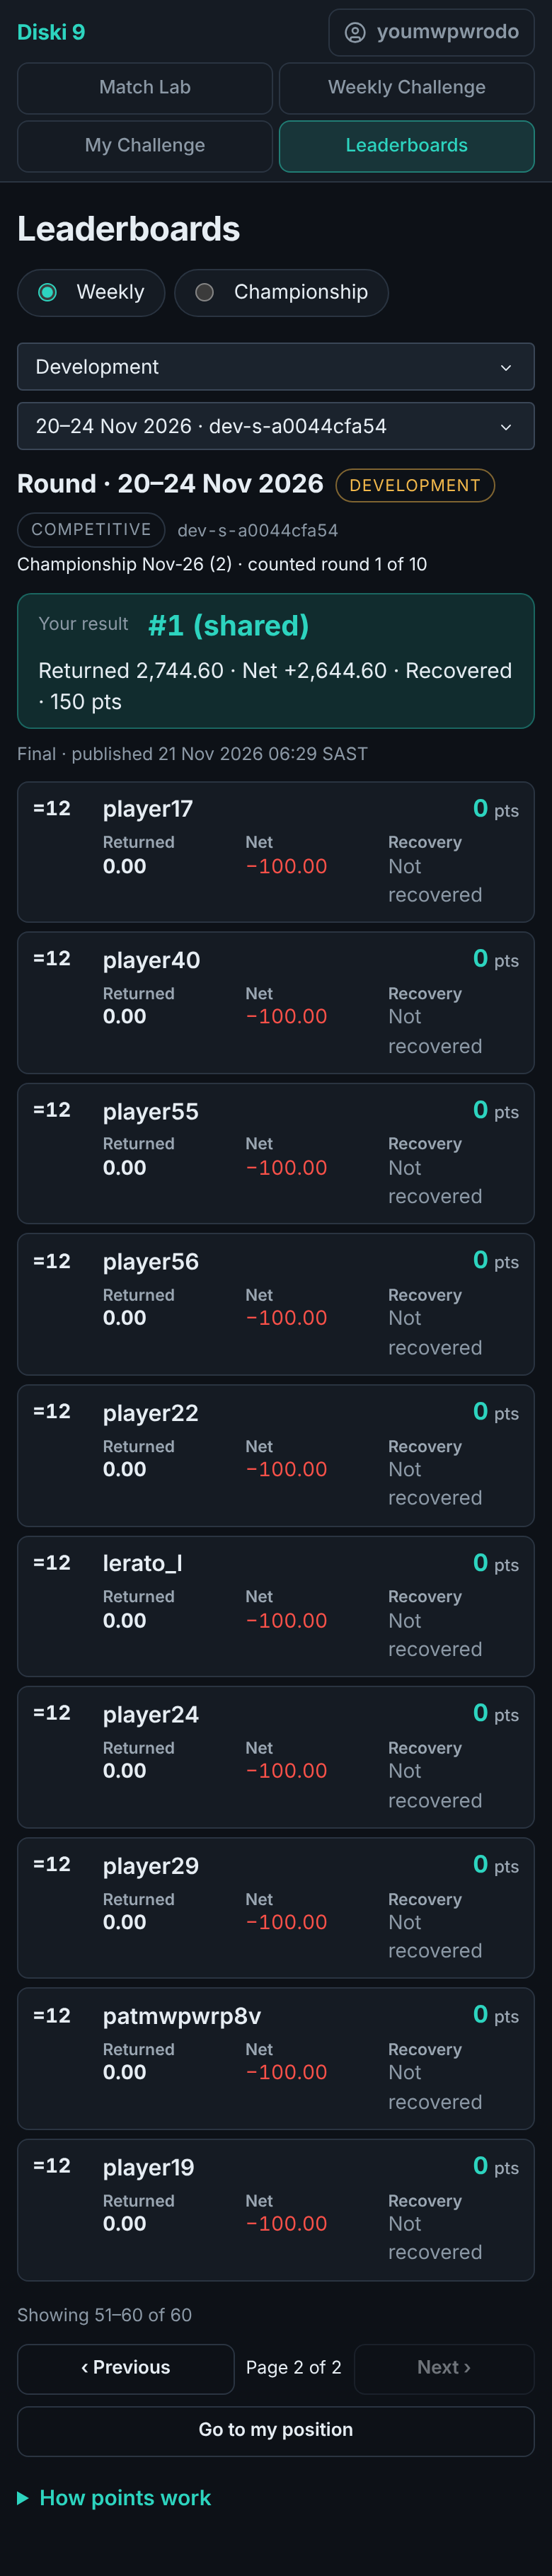 Diski 9
youmwpwrodo
Match Lab
Weekly Challenge
My Challenge
Leaderboards
Leaderboards
Weekly
Championship
Development
20–24 Nov 2026 · dev-s-a0044cfa54
Round · 20–24 Nov 2026 DEVELOPMENT
COMPETITIVE dev-s-a0044cfa54
Championship Nov-26 (2) · counted round 1 of 10
Your result #1 (shared)
Returned 2,744.60 · Net +2,644.60 · Recovered
· 150 pts
Final · published 21 Nov 2026 06:29 SAST
=12 player17 0 pts
Returned Net Recovery
0.00 −100.00 Not
recovered
=12 player40 0 pts
Returned Net Recovery
0.00 −100.00 Not
recovered
=12 player55 0 pts
Returned Net Recovery
0.00 −100.00 Not
recovered
=12 player56 0 pts
Returned Net Recovery
0.00 −100.00 Not
recovered
=12 player22 0 pts
Returned Net Recovery
0.00 −100.00 Not
recovered
=12 lerato_l 0 pts
Returned Net Recovery
0.00 −100.00 Not
recovered
=12 player24 0 pts
Returned Net Recovery
0.00 −100.00 Not
recovered
=12 player29 0 pts
Returned Net Recovery
0.00 −100.00 Not
recovered
=12 patmwpwrp8v 0 pts
Returned Net Recovery
0.00 −100.00 Not
recovered
=12 player19 0 pts
Returned Net Recovery
0.00 −100.00 Not
recovered
Showing 51–60 of 60
‹ Previous
Page 2 of 2
Next ›
Go to my position
▶ How points work